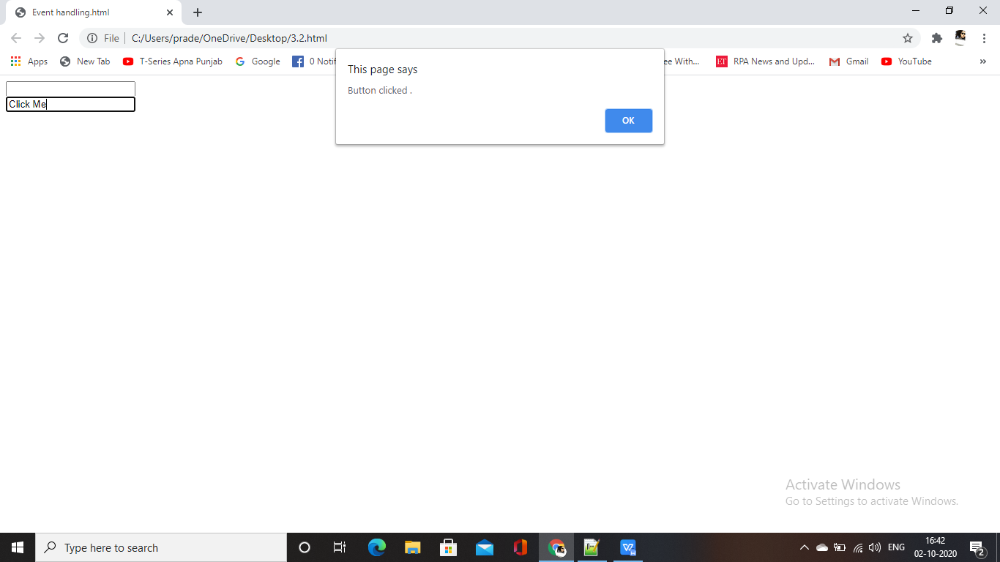 Event handling.html
File C:/Users/prade/OneDrive/Desktop/3.2.html
Apps New Tab T-Series Apna Punjab Google 0 Notif ee With... ET RPA News and Upd... Gmail YouTube »
This page says
Button clicked .
OK
Click Me
Activate Windows
Go to Settings to activate Windows.
Type here to search
ENG
16:42
02-10-2020
2